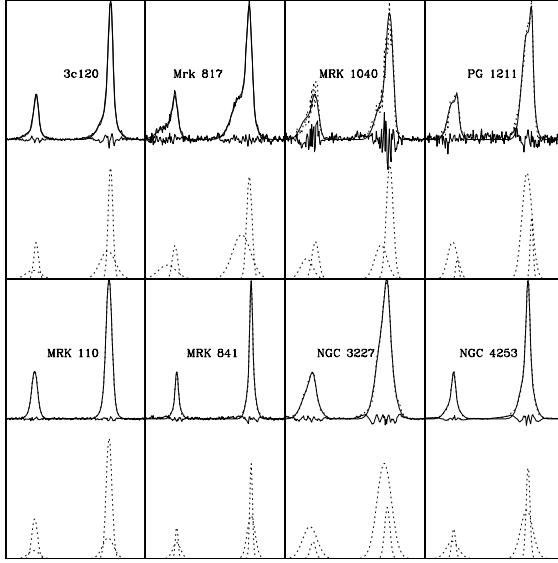 3c120
Mrk 817
MRK 1040
PG 1211
MRK 110
MRK 841
NGC 3227
NGC 4253